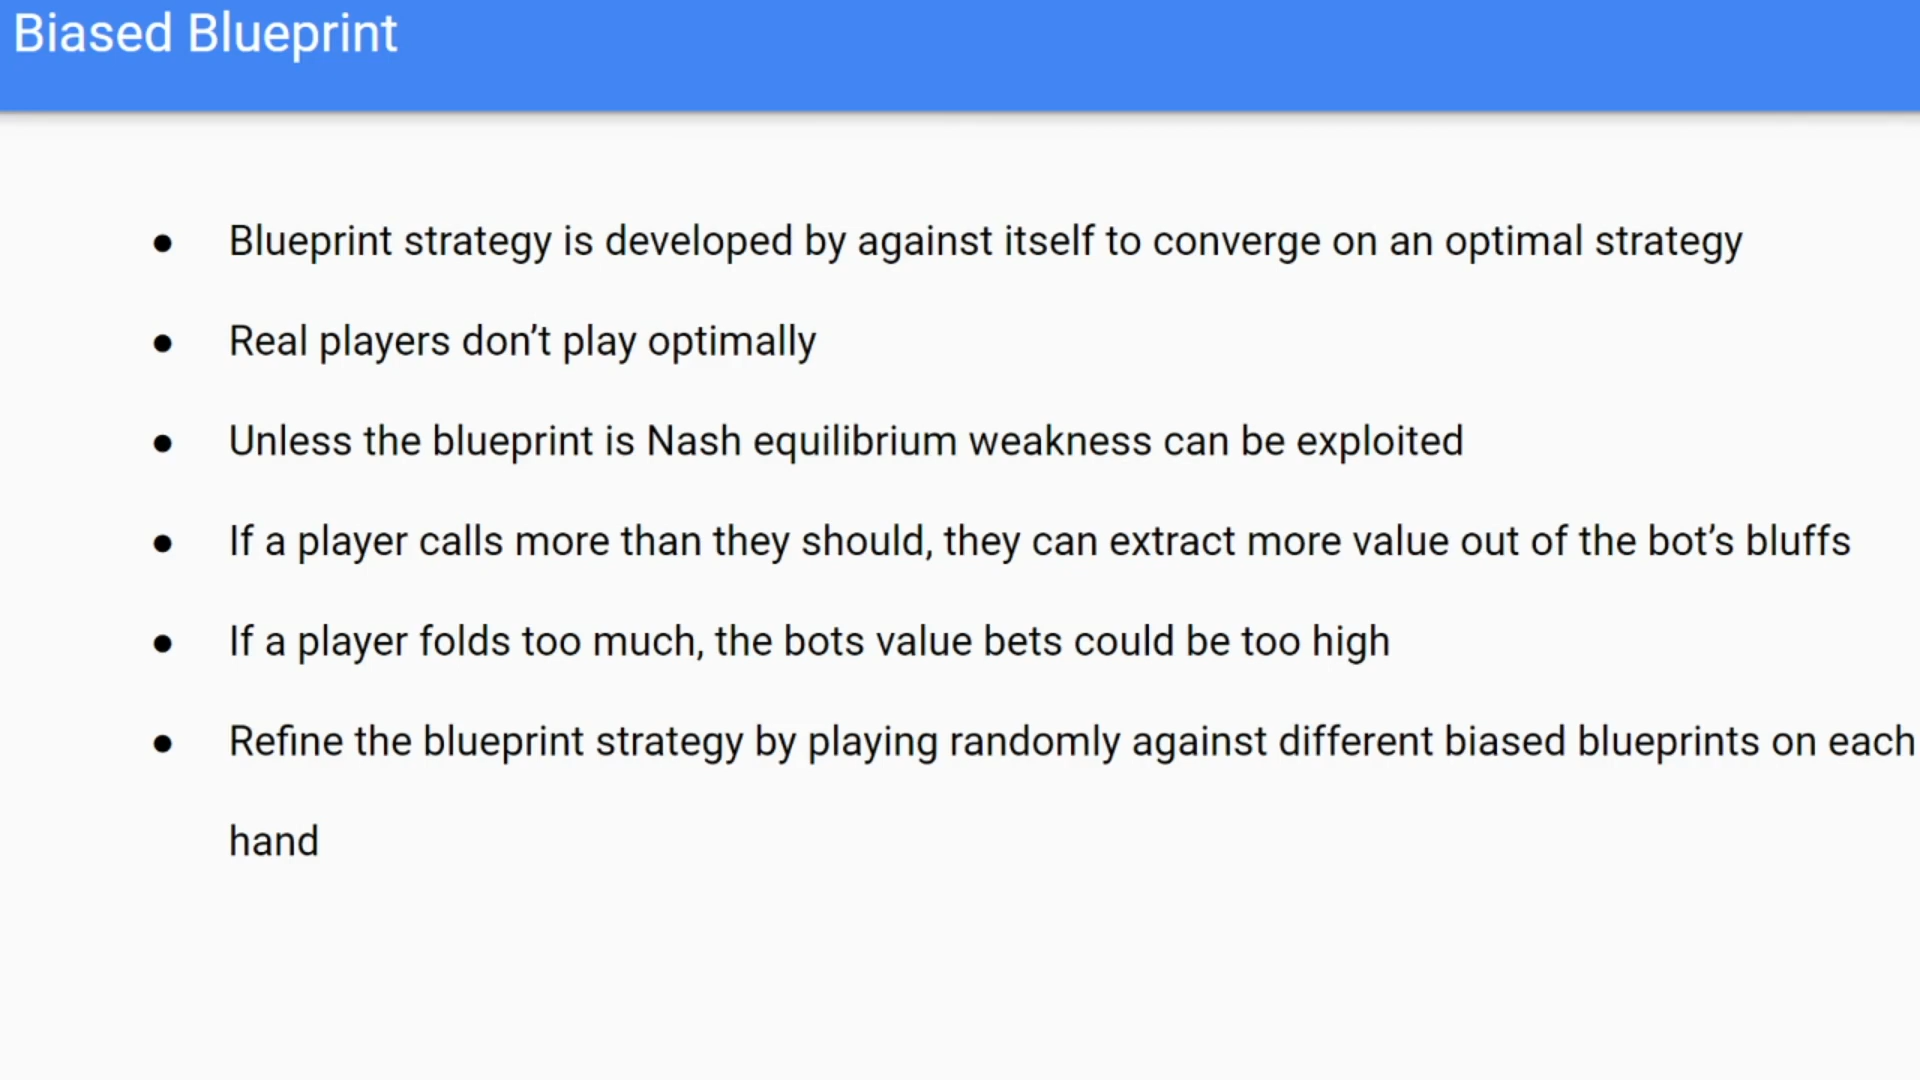 Biased Blueprint
● Blueprint strategy is developed by against itself to converge on an optimal strategy
● Real players don’t play optimally
● Unless the blueprint is Nash equilibrium weakness can be exploited
● If a player calls more than they should, they can extract more value out of the bot’s bluffs
● If a player folds too much, the bots value bets could be too high
● Refine the blueprint strategy by playing randomly against different biased blueprints on each
hand